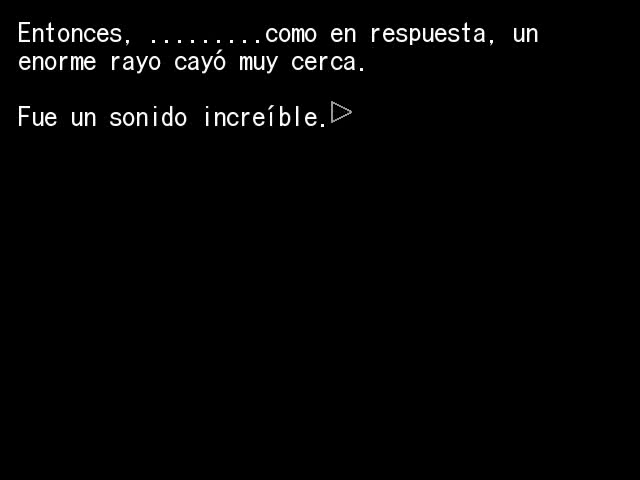 Entonces, .........como en respuesta, un
enorme rayo cayó muy cerca.
Fue un sonido increíble.